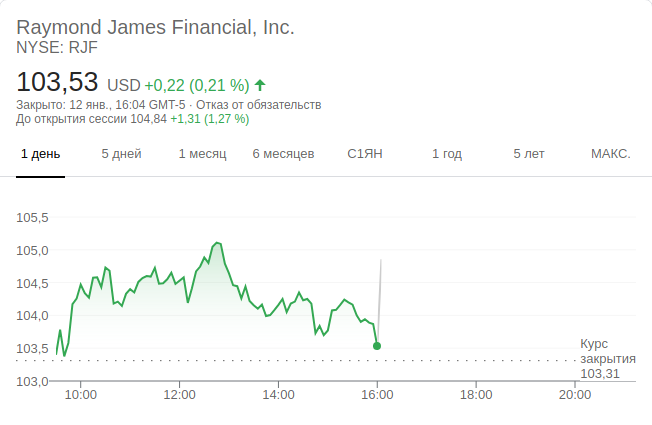 Raymond James Financial, Inc.
NYSE: RJF
103,53 USD +0,22 (0,21 %)
Закрыто: 12 янв., 16:04 GMT-5 · Отказ от обязательств
До открытия сессии 104,84 +1,31 (1,27 %)
1 день 5 дней 1 месяц 6 месяцев С1ЯН 1 год 5 лет МАКС.
105,5
105,0
104,5
104,0
103,5
103,0
Курс
закрытия
103,31
10:00 12:00 14:00 16:00 18:00 20:00